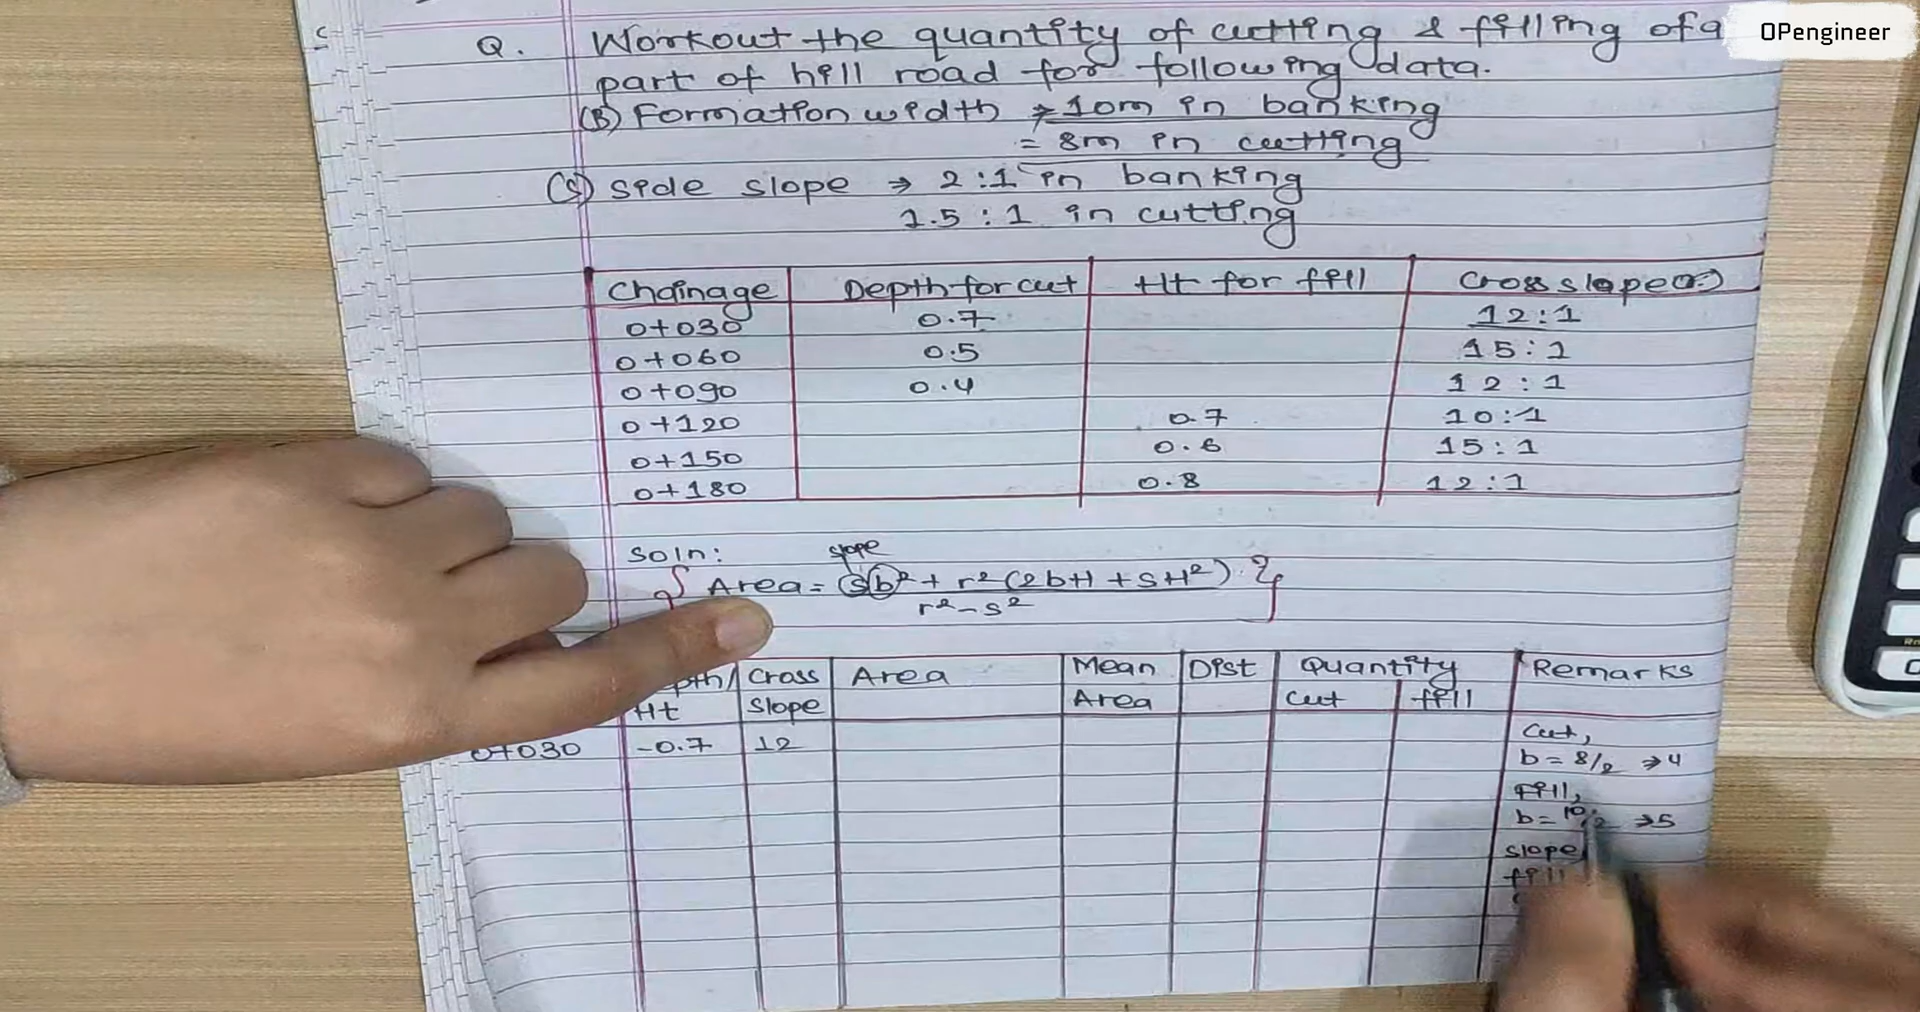 OPengineer
Q. Workout the quantity of cutting & filling of a
part of hill road for following data.
(B) Formation width → 10m in banking
= 8m in cutting
(S) Side slope → 2:1 in banking
1.5:1 in cutting
Chainage Depth for cut Ht for fill Cross slope(r)
0+030 0.7 12:1
0+060 0.5 15:1
0+090 0.4 12:1
0+120 0.7 10:1
0+150 0.6 15:1
0+180 0.8 12:1
Soln: slope
{ Area = sb²+r²(2bH+sH²) }
r²-s²
Cross Area Mean Dist Quantity Remarks
Ht Slope Area Cut fill
0+030 -0.7 12
Cut,
b = 8/2 → 4
fill,
b = 10/2 → 5
slope
fill